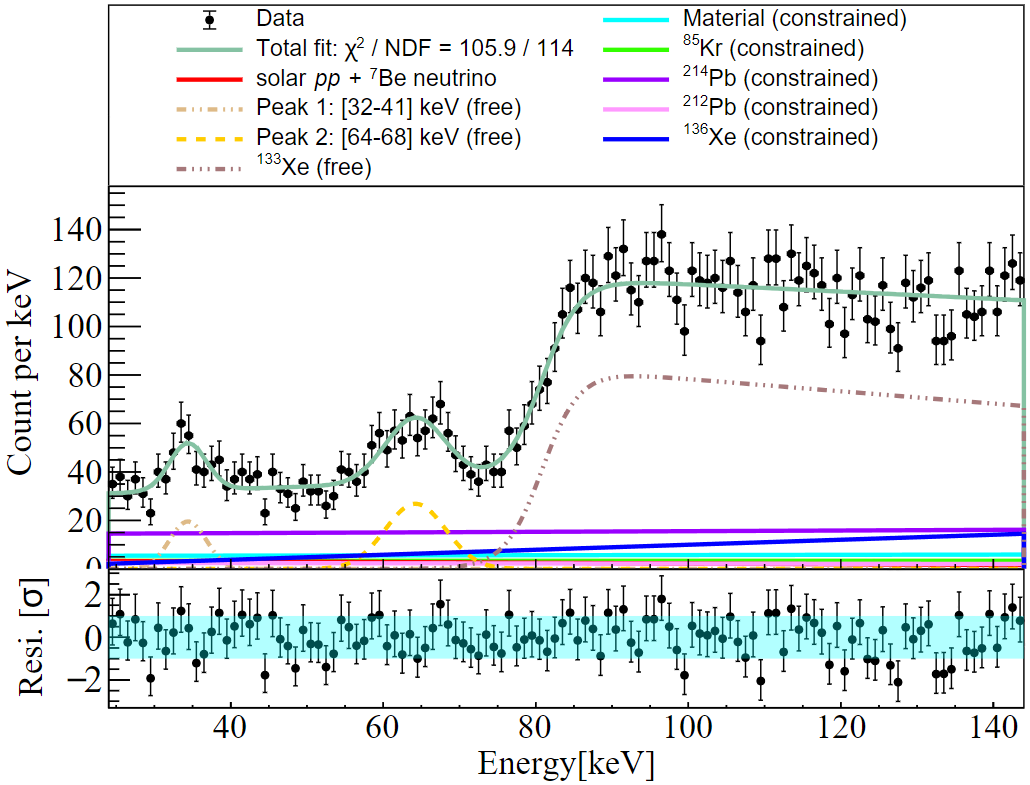 Data
Total fit: χ² / NDF = 105.9 / 114
solar pp + ⁷Be neutrino
Peak 1: [32-41] keV (free)
Peak 2: [64-68] keV (free)
¹³³Xe (free)
Material (constrained)
⁸⁵Kr (constrained)
²¹⁴Pb (constrained)
²¹²Pb (constrained)
¹³⁶Xe (constrained)
Count per keV
140
120
100
80
60
40
20
0
Resi. [σ]
2
0
−2
40 60 80 100 120 140
Energy[keV]